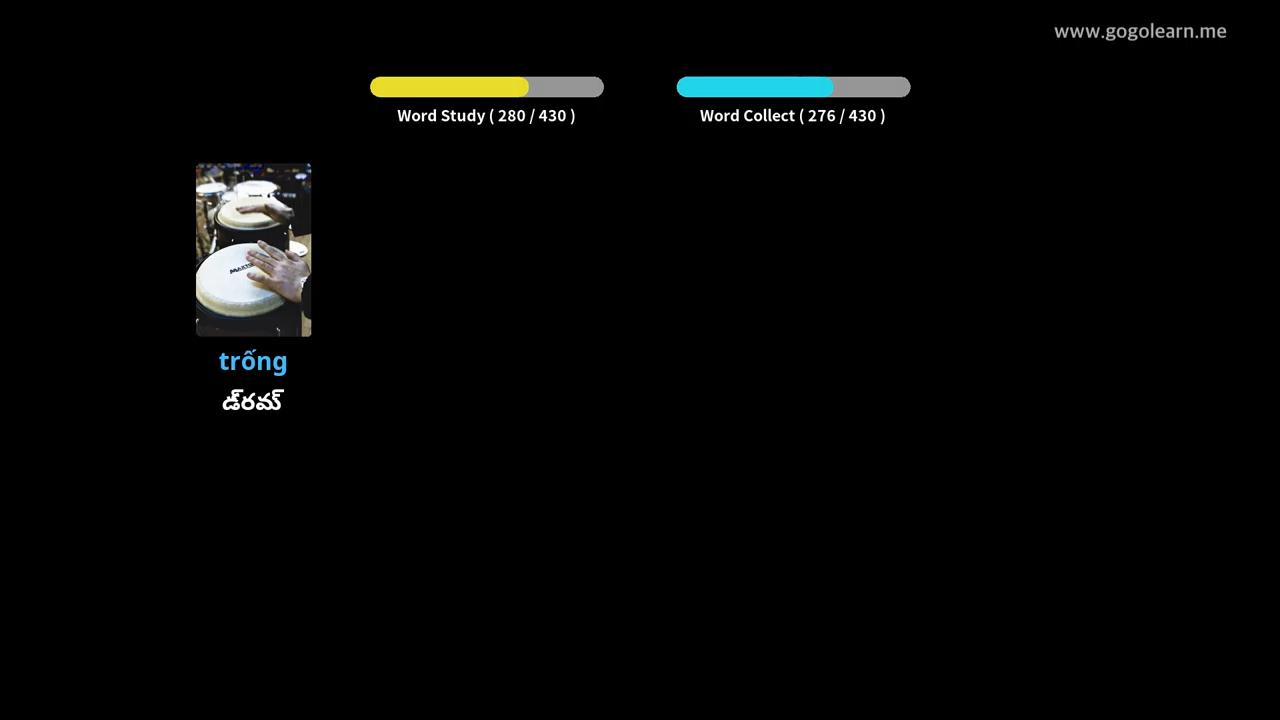 www.gogolearn.me
Word Study ( 280 / 430 )
Word Collect ( 276 / 430 )
trống
డ్‌రమ్